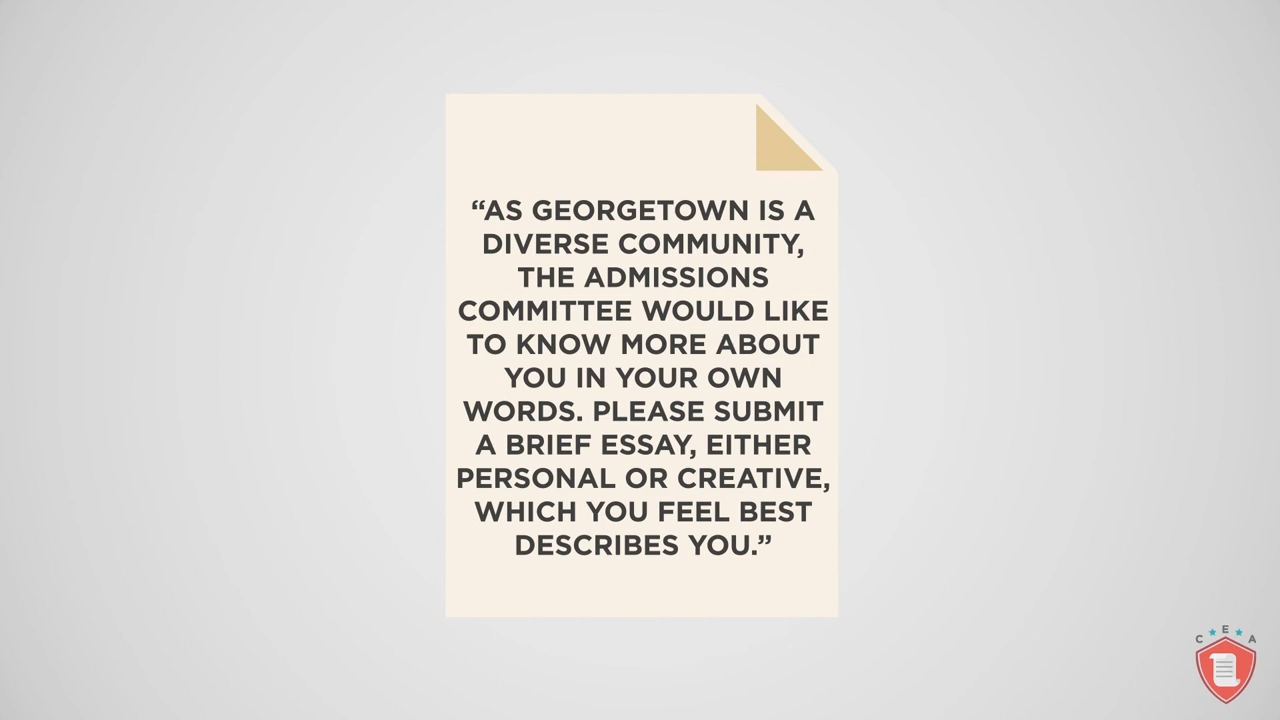 “AS GEORGETOWN IS A
DIVERSE COMMUNITY,
THE ADMISSIONS
COMMITTEE WOULD LIKE
TO KNOW MORE ABOUT
YOU IN YOUR OWN
WORDS. PLEASE SUBMIT
A BRIEF ESSAY, EITHER
PERSONAL OR CREATIVE,
WHICH YOU FEEL BEST
DESCRIBES YOU.”
C E A